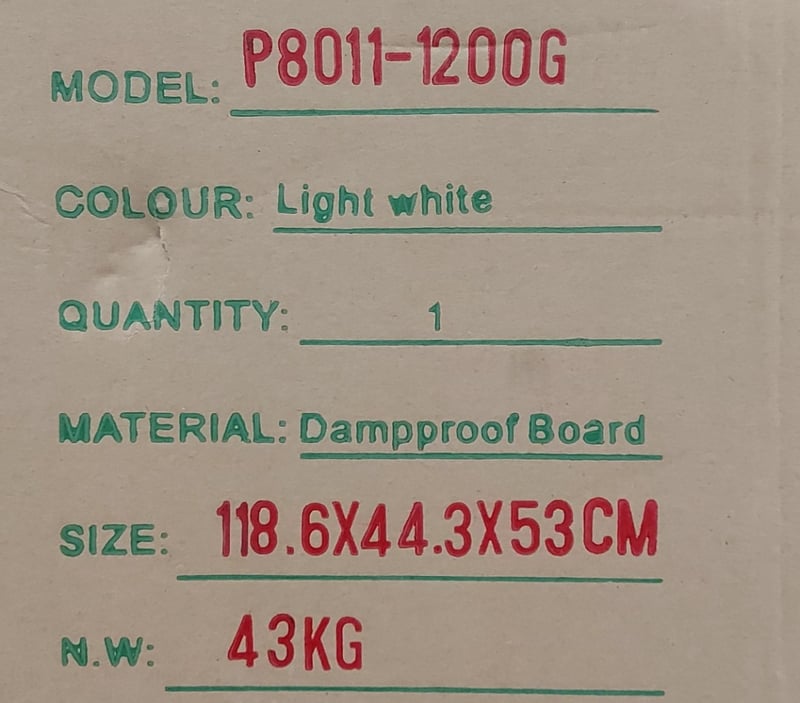 MODEL: P8011-1200G
COLOUR: Light white
QUANTITY: 1
MATERIAL: Dampproof Board
SIZE: 118.6X44.3X53CM
N.W: 43KG